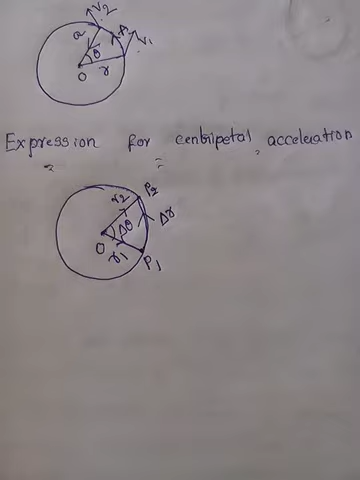 V₂
r
θ
V₁
O
r
Expression for centripetal acceleration
r₂
P₂
Δr
O
Δθ
r₁
P₁